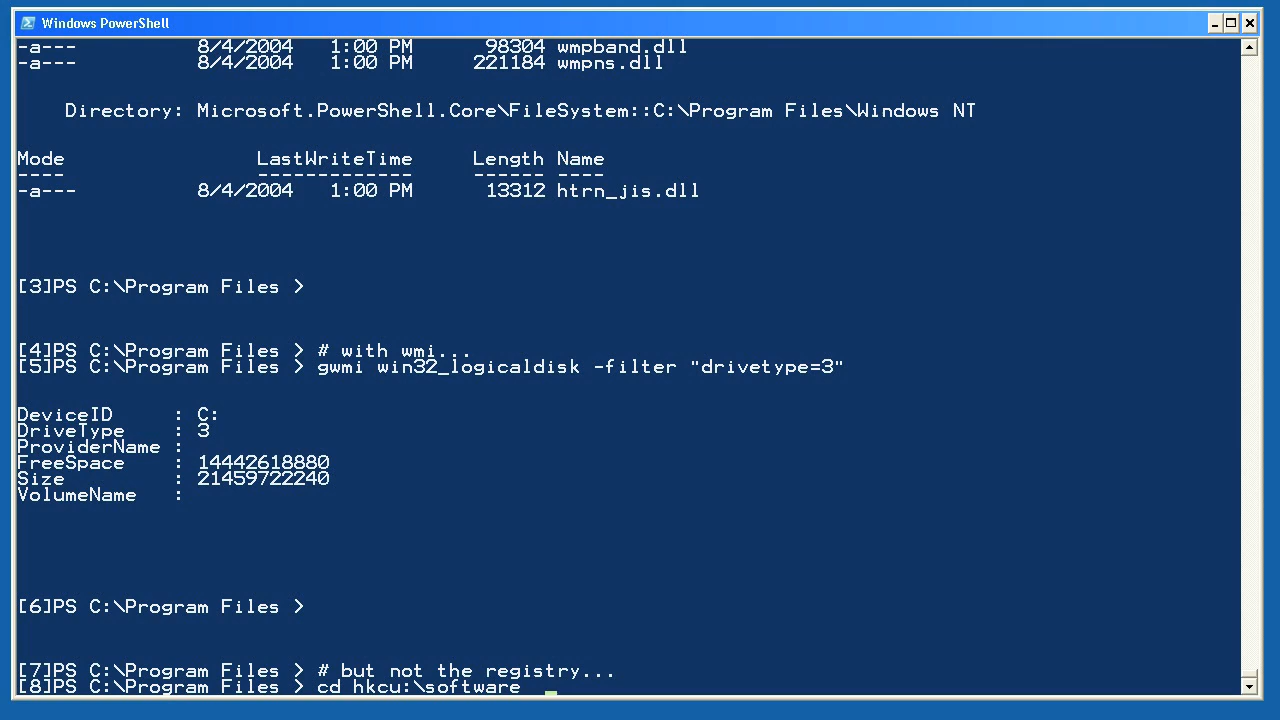 Windows PowerShell
-a--- 8/4/2004 1:00 PM 98304 wmpband.dll
-a--- 8/4/2004 1:00 PM 221184 wmpns.dll
Directory: Microsoft.PowerShell.Core\FileSystem::C:\Program Files\Windows NT
Mode LastWriteTime Length Name
---- ------------- ------ ----
-a--- 8/4/2004 1:00 PM 13312 htrn_jis.dll
[3]PS C:\Program Files >
[4]PS C:\Program Files > # with wmi...
[5]PS C:\Program Files > gwmi win32_logicaldisk -filter "drivetype=3"
DeviceID : C:
DriveType : 3
ProviderName :
FreeSpace : 14442618880
Size : 21459722240
VolumeName :
[6]PS C:\Program Files >
[7]PS C:\Program Files > # but not the registry...
[8]PS C:\Program Files > cd hkcu:\software